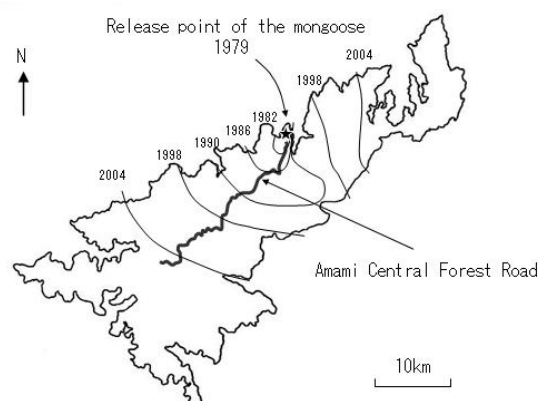 Release point of the mongoose
1979
N
2004
1998
1982
1986
1990
1998
2004
Amami Central Forest Road
10km